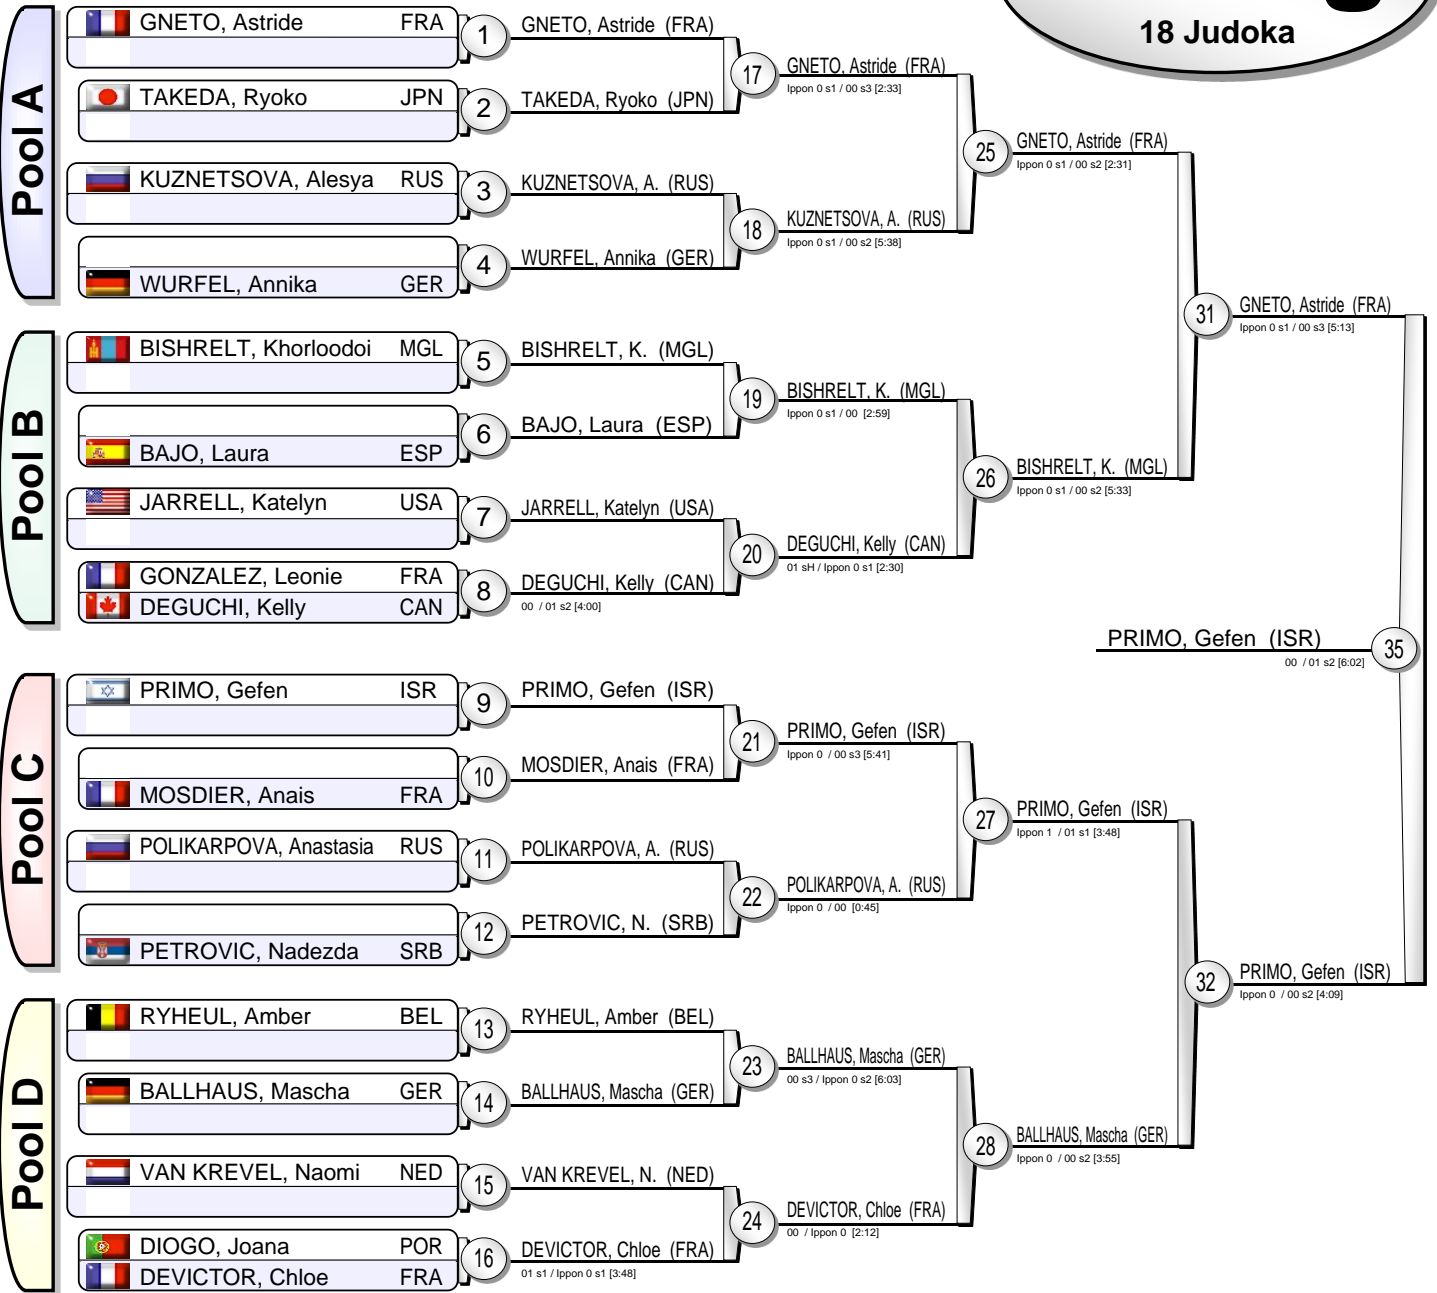 18 Judoka
Pool A
GNETO, Astride FRA
1
TAKEDA, Ryoko JPN
2
KUZNETSOVA, Alesya RUS
3
4
WURFEL, Annika GER
Pool B
BISHRELT, Khorloodoi MGL
5
6
BAJO, Laura ESP
JARRELL, Katelyn USA
7
GONZALEZ, Leonie FRA
8
DEGUCHI, Kelly CAN
Pool C
PRIMO, Gefen ISR
9
10
MOSDIER, Anais FRA
POLIKARPOVA, Anastasia RUS
11
12
PETROVIC, Nadezda SRB
Pool D
RYHEUL, Amber BEL
13
BALLHAUS, Mascha GER
14
VAN KREVEL, Naomi NED
15
DIOGO, Joana POR
16
DEVICTOR, Chloe FRA
GNETO, Astride (FRA)
17
TAKEDA, Ryoko (JPN)
KUZNETSOVA, A. (RUS)
18
WURFEL, Annika (GER)
BISHRELT, K. (MGL)
19
BAJO, Laura (ESP)
JARRELL, Katelyn (USA)
20
DEGUCHI, Kelly (CAN)
00 / 01 s2 [4:00]
PRIMO, Gefen (ISR)
21
MOSDIER, Anais (FRA)
POLIKARPOVA, A. (RUS)
22
PETROVIC, N. (SRB)
RYHEUL, Amber (BEL)
23
BALLHAUS, Mascha (GER)
VAN KREVEL, N. (NED)
24
DEVICTOR, Chloe (FRA)
01 s1 / Ippon 0 s1 [3:48]
GNETO, Astride (FRA)
Ippon 0 s1 / 00 s3 [2:33]
25
KUZNETSOVA, A. (RUS)
Ippon 0 s1 / 00 s2 [5:38]
BISHRELT, K. (MGL)
Ippon 0 s1 / 00 [2:59]
26
DEGUCHI, Kelly (CAN)
01 sH / Ippon 0 s1 [2:30]
PRIMO, Gefen (ISR)
Ippon 0 / 00 s3 [5:41]
27
POLIKARPOVA, A. (RUS)
Ippon 0 / 00 [0:45]
BALLHAUS, Mascha (GER)
00 s3 / Ippon 0 s2 [6:03]
28
DEVICTOR, Chloe (FRA)
00 / Ippon 0 [2:12]
GNETO, Astride (FRA)
Ippon 0 s1 / 00 s2 [2:31]
31
BISHRELT, K. (MGL)
Ippon 0 s1 / 00 s2 [5:33]
PRIMO, Gefen (ISR)
Ippon 1 / 01 s1 [3:48]
32
BALLHAUS, Mascha (GER)
Ippon 0 / 00 s2 [3:55]
GNETO, Astride (FRA)
Ippon 0 s1 / 00 s3 [5:13]
PRIMO, Gefen (ISR)
35
00 / 01 s2 [6:02]
PRIMO, Gefen (ISR)
Ippon 0 / 00 s2 [4:09]